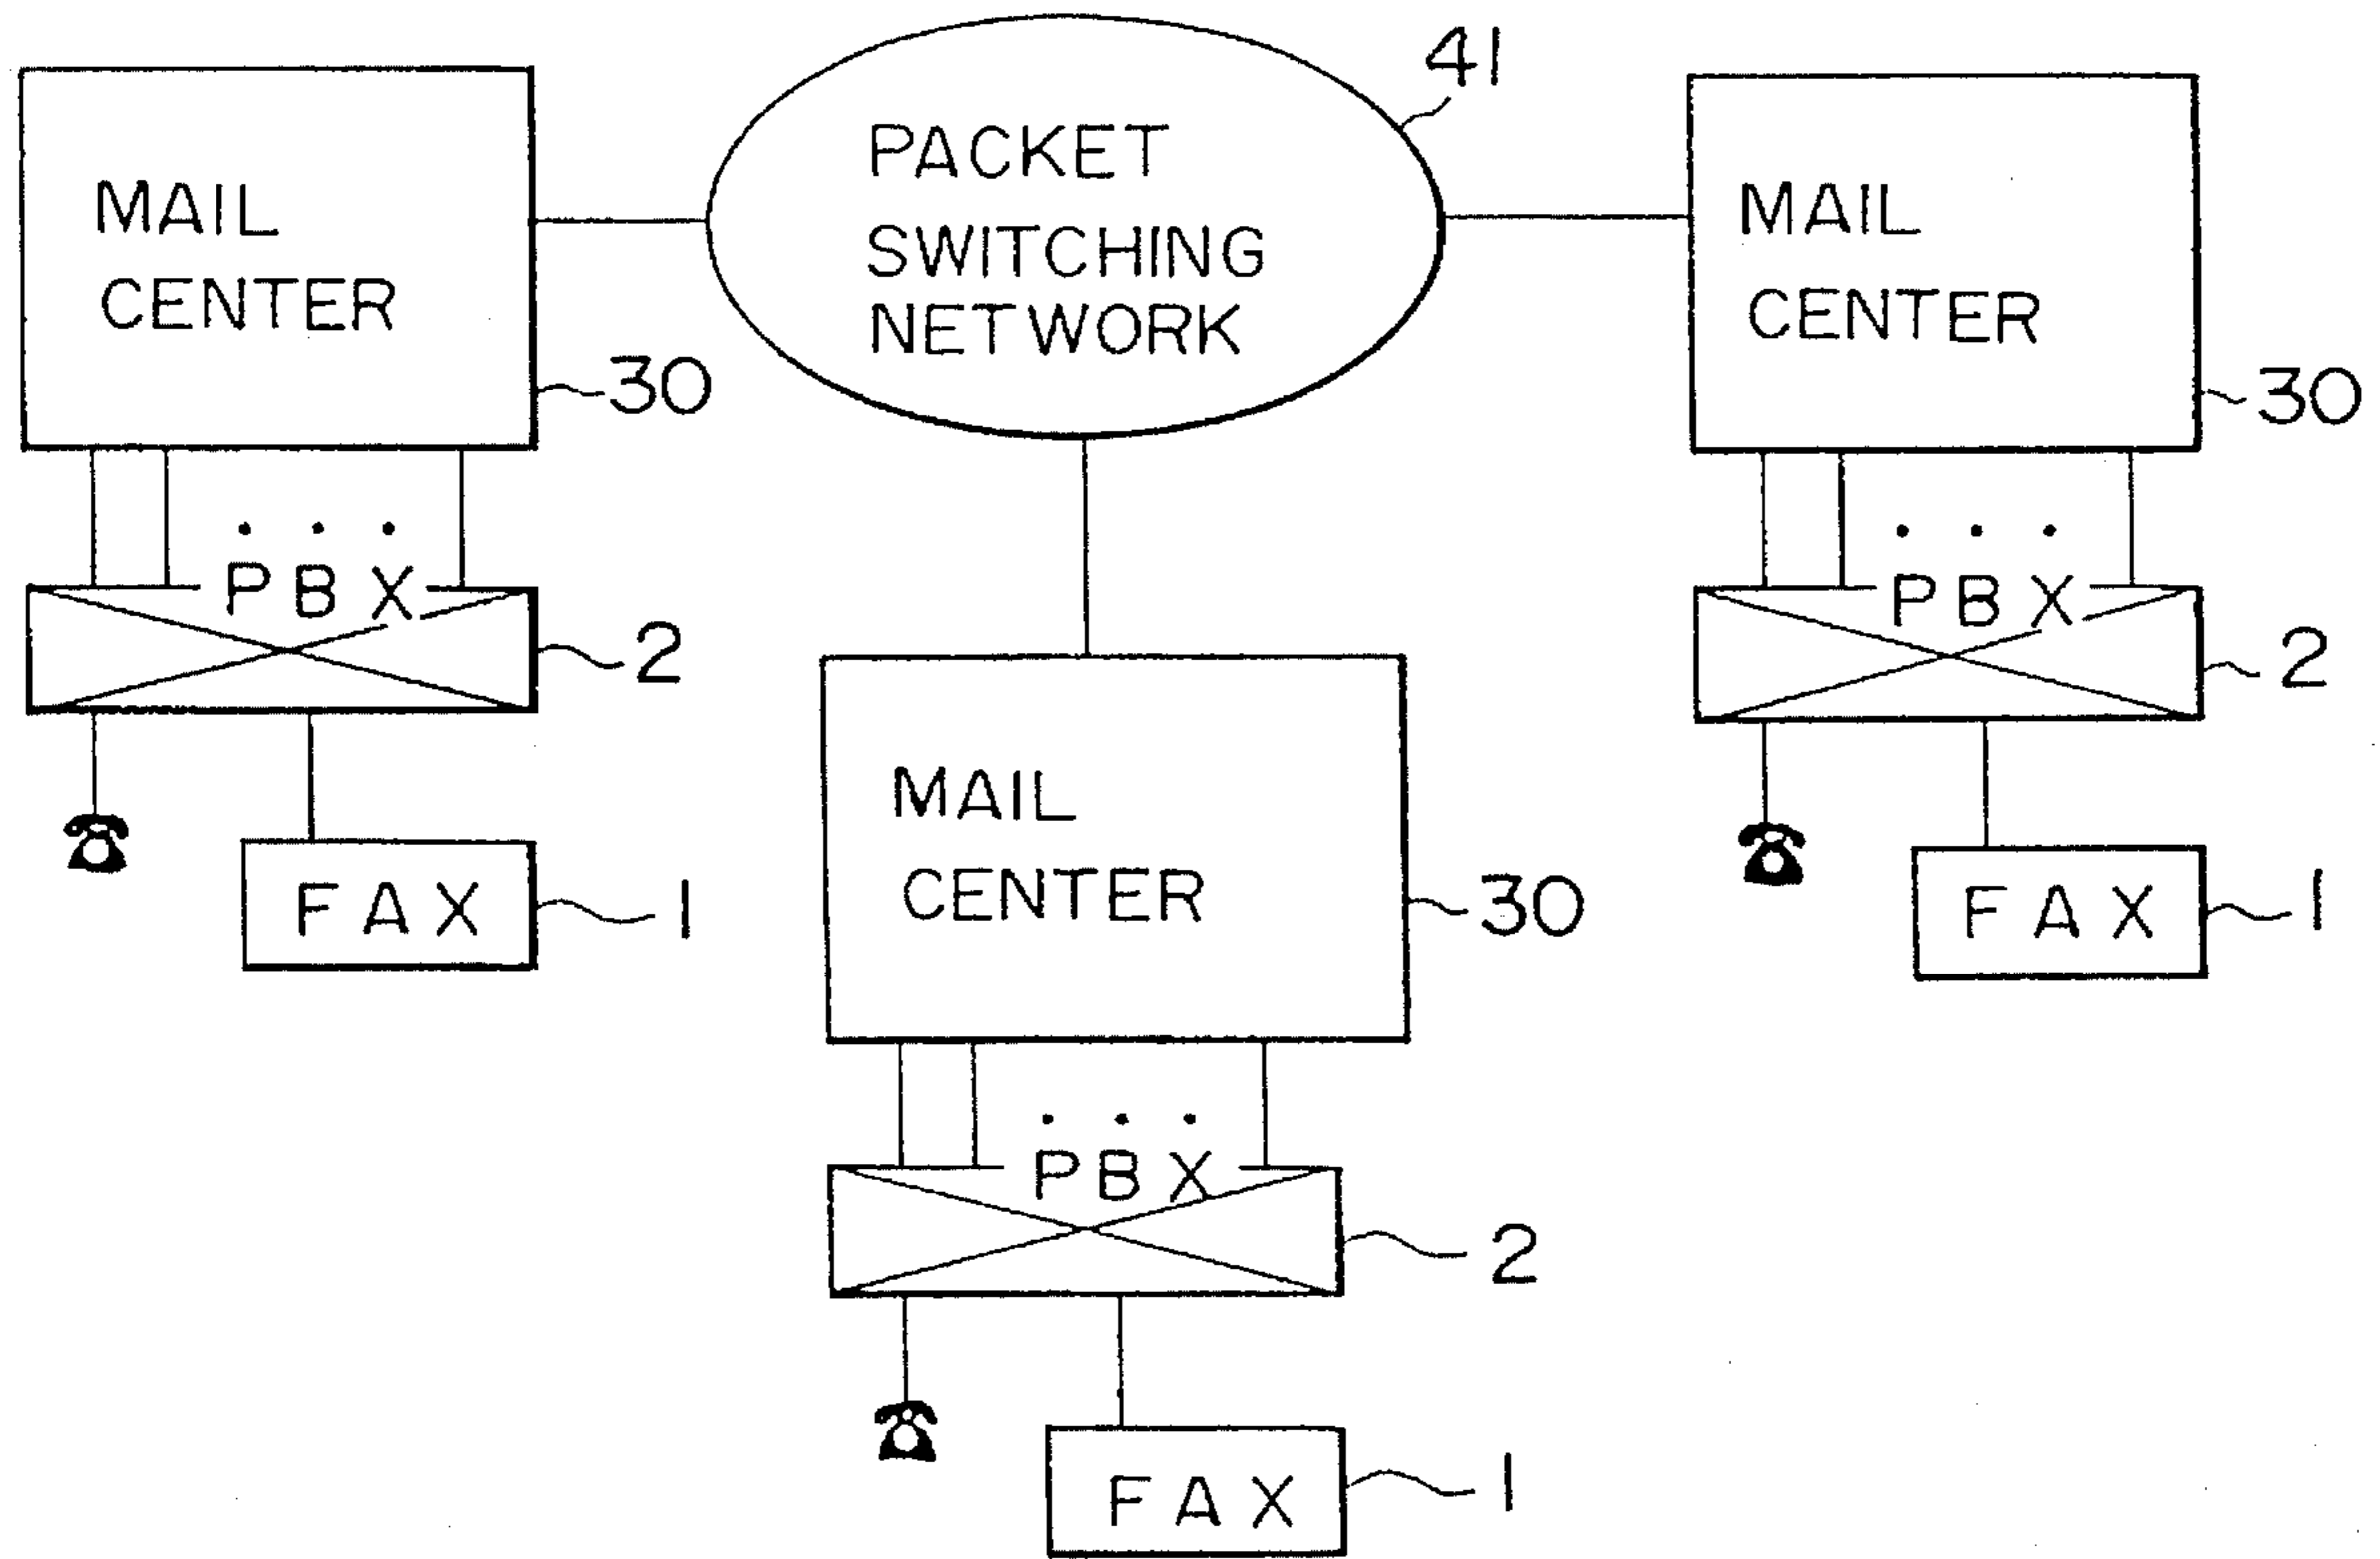 41
PACKET
SWITCHING
NETWORK
MAIL
CENTER
30
PBX
2
FAX
1
MAIL
CENTER
30
PBX
2
FAX
1
MAIL
CENTER
30
PBX
2
FAX
1